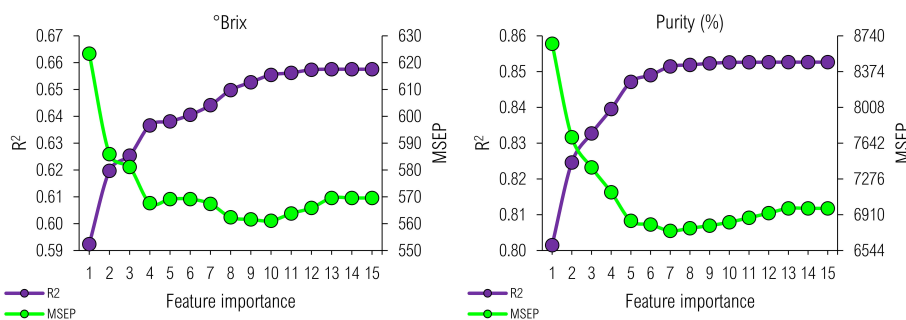 °Brix
0.67
0.66
0.65
0.64
0.63
0.62
0.61
0.60
0.59
R²
630
620
610
600
590
580
570
560
550
MSEP
1 2 3 4 5 6 7 8 9 10 11 12 13 14 15
Feature importance
R2
MSEP
Purity (%)
0.86
0.85
0.84
0.83
0.82
0.81
0.80
R²
8740
8374
8008
7642
7276
6910
6544
MSEP
1 2 3 4 5 6 7 8 9 10 11 12 13 14 15
Feature importance
R2
MSEP